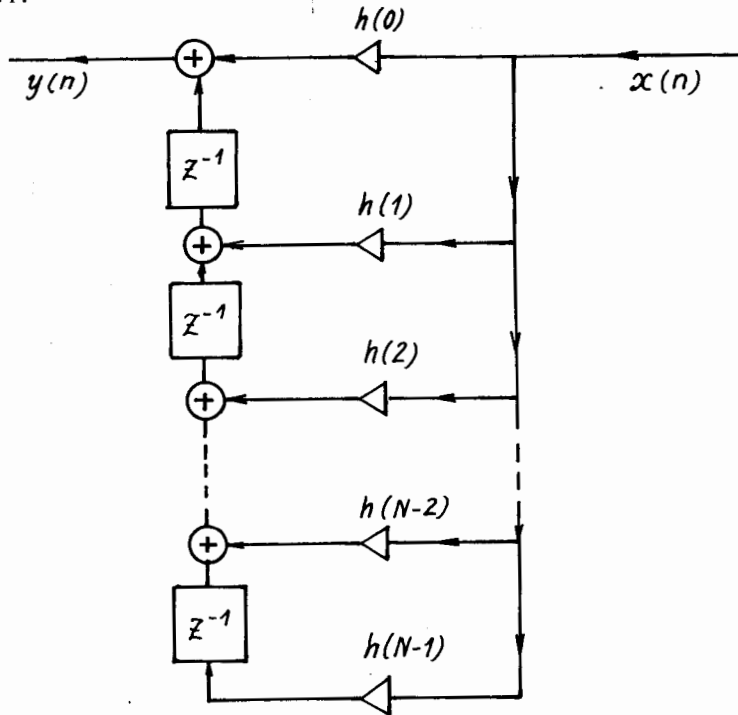 h(0)
y(n)
x(n)
z⁻¹
h(1)
z⁻¹
h(2)
h(N-2)
z⁻¹
h(N-1)